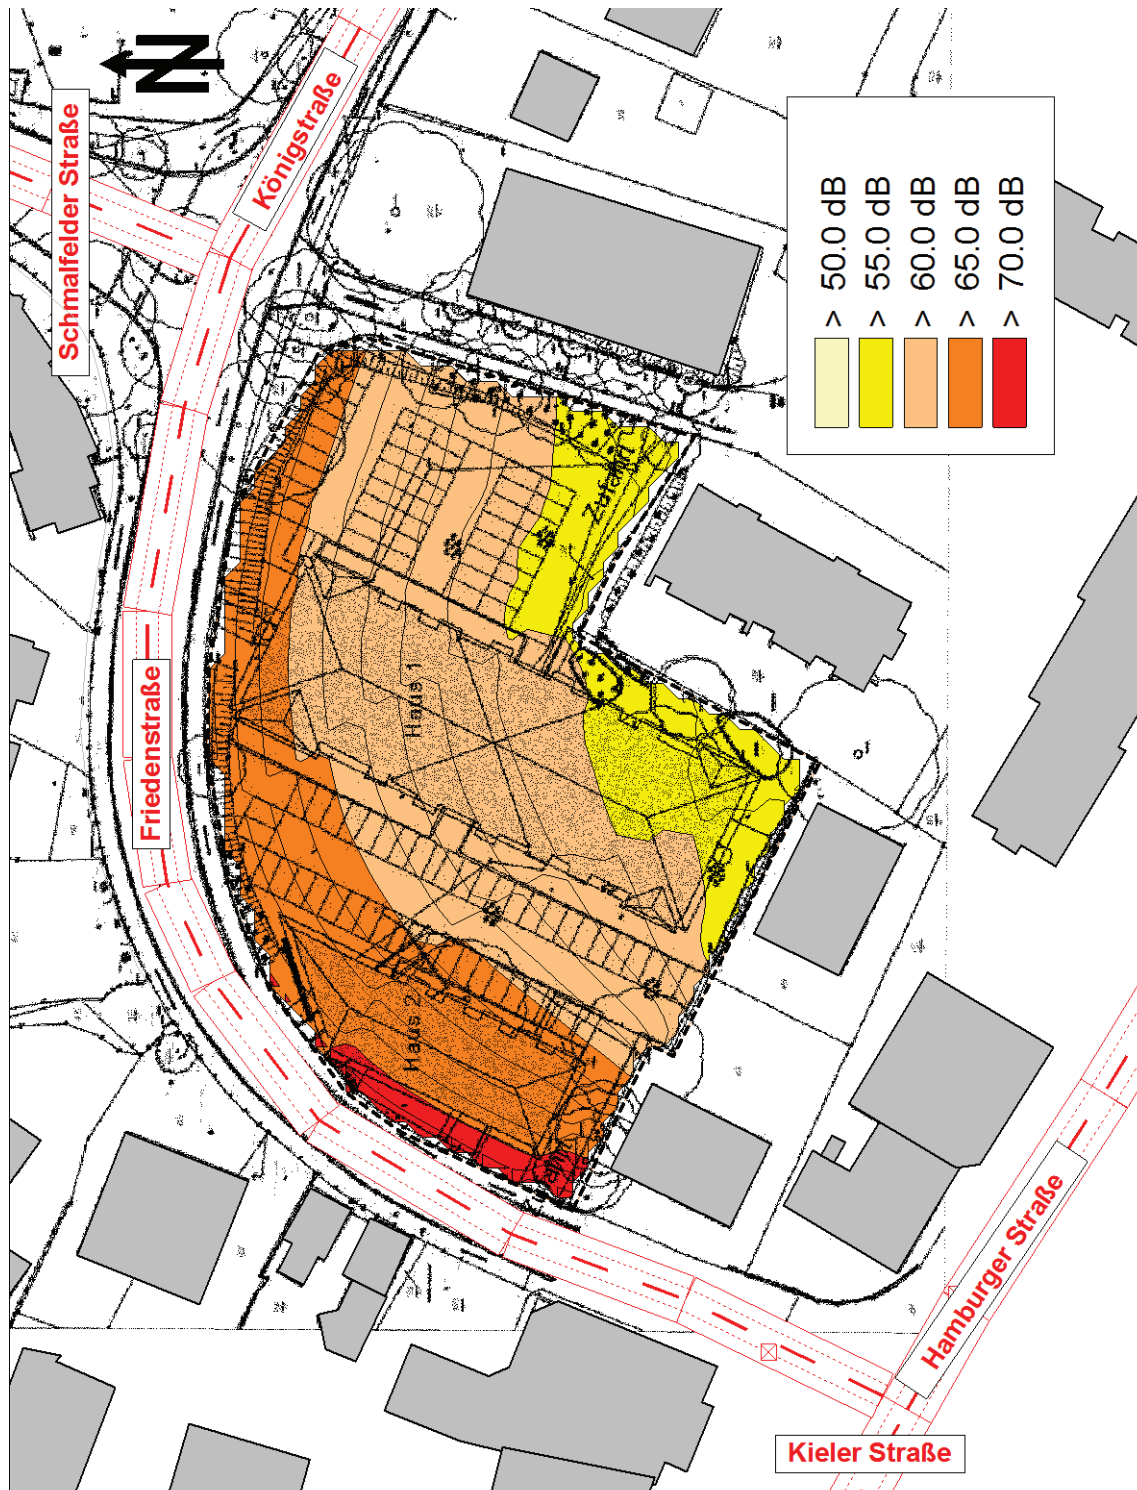 N
Schmalfelder Straße
Königstraße
Friedenstraße
> 50.0 dB
> 55.0 dB
> 60.0 dB
> 65.0 dB
> 70.0 dB
Zufahrt
Haus 1
Haus 2
Hamburger Straße
Kieler Straße